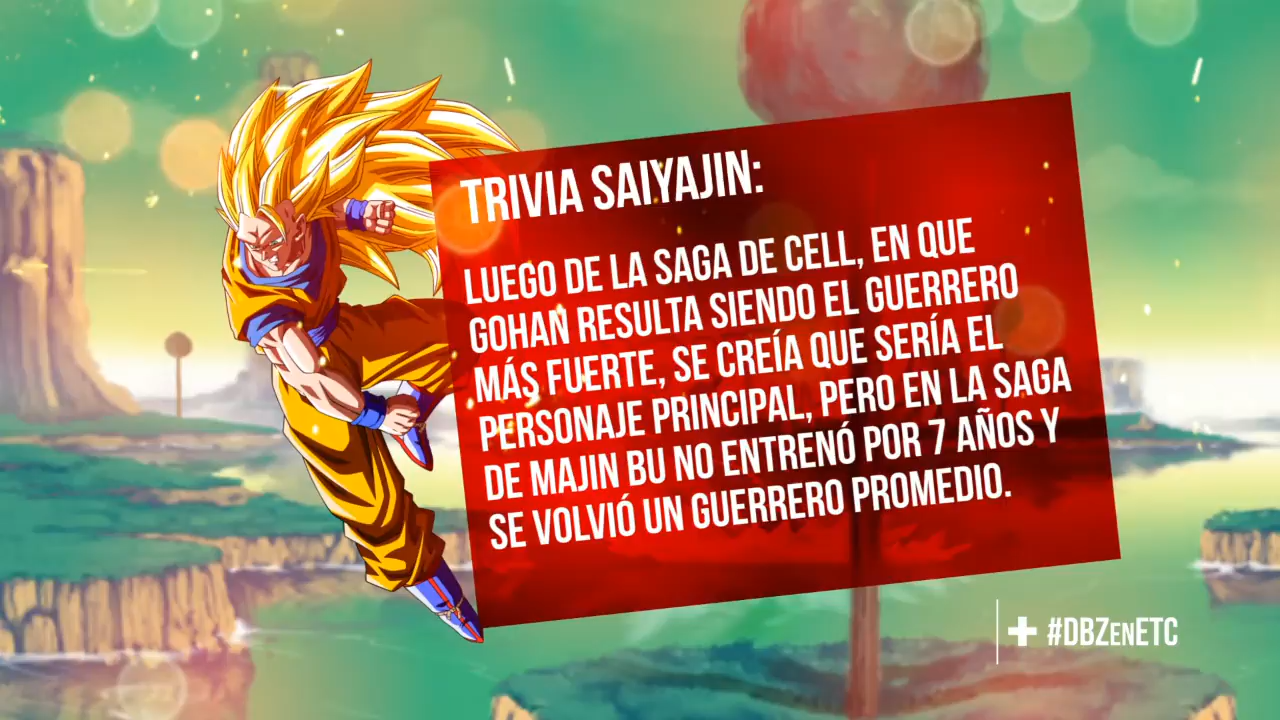 TRIVIA SAIYAJIN:
LUEGO DE LA SAGA DE CELL, EN QUE
GOHAN RESULTA SIENDO EL GUERRERO
MÁS FUERTE, SE CREÍA QUE SERÍA EL
PERSONAJE PRINCIPAL, PERO EN LA SAGA
DE MAJIN BU NO ENTRENÓ POR 7 AÑOS Y
SE VOLVIÓ UN GUERRERO PROMEDIO.
+ #DBZENETC